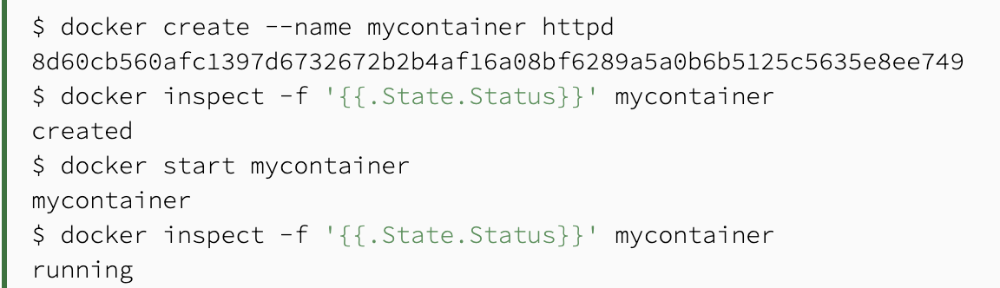 $ docker create --name mycontainer httpd
8d60cb560afc1397d6732672b2b4af16a08bf6289a5a0b6b5125c5635e8ee749
$ docker inspect -f '{{.State.Status}}' mycontainer
created
$ docker start mycontainer
mycontainer
$ docker inspect -f '{{.State.Status}}' mycontainer
running